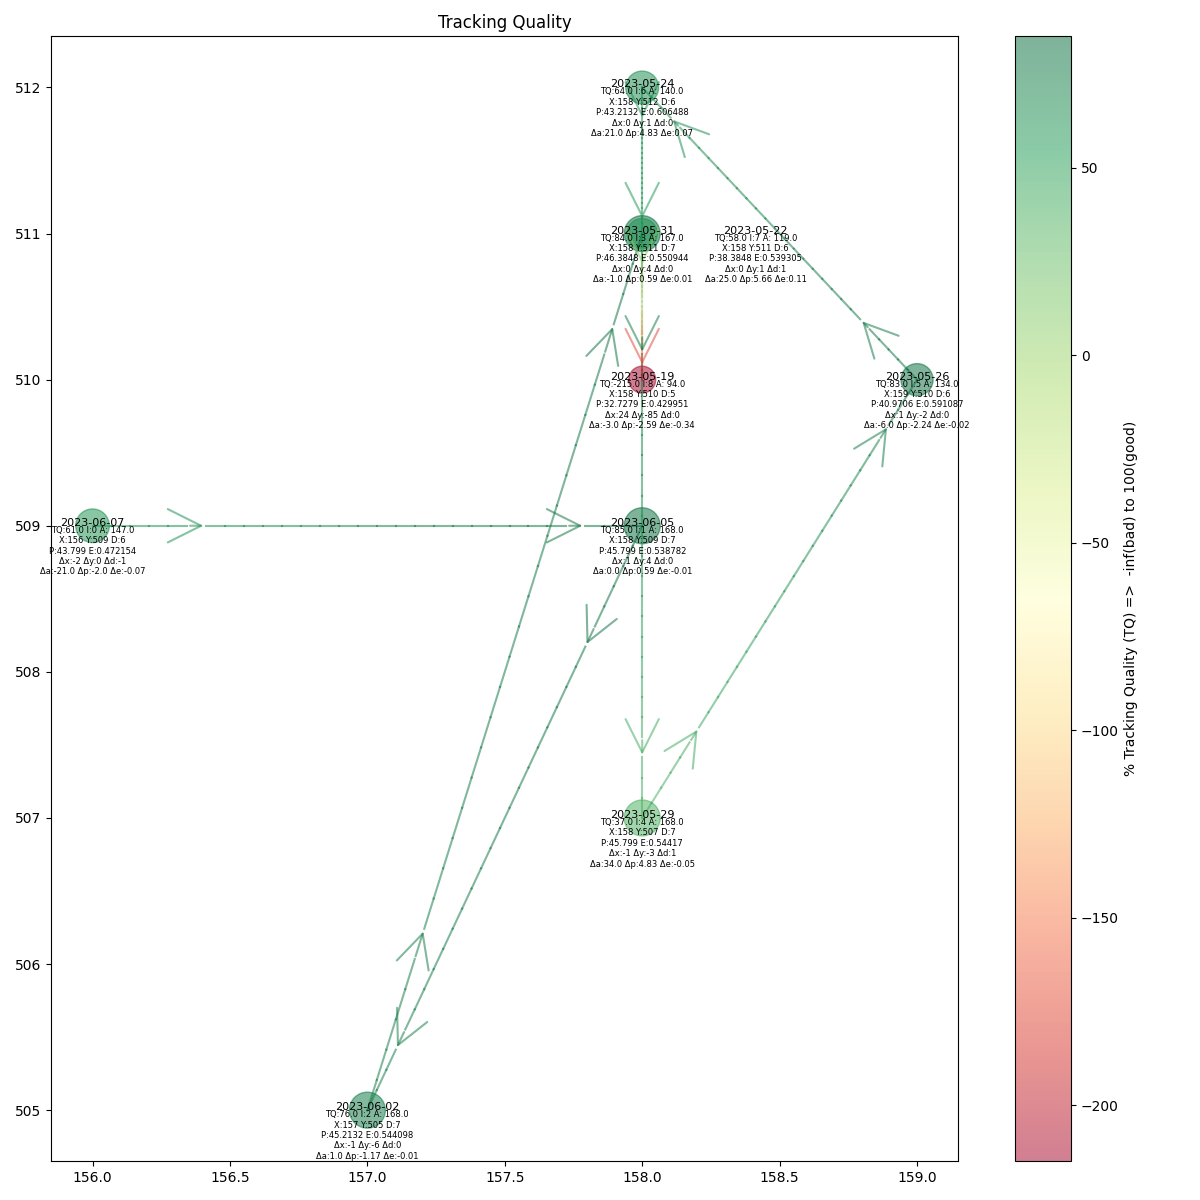 Tracking Quality
512
511
510
509
508
507
506
505
156.0
156.5
157.0
157.5
158.0
158.5
159.0
2023-05-24
TQ:64.0 I:6 A: 140.0
X:158 Y:512 D:6
P:43.2132 E:0.606488
Δx:0 Δy:1 Δd:0
Δa:21.0 Δp:4.83 Δe:0.07
2023-05-31
TQ:84.0 I:3 A: 167.0
X:158 Y:511 D:7
P:46.3848 E:0.550944
Δx:0 Δy:4 Δd:0
Δa:-1.0 Δp:0.59 Δe:0.01
2023-05-22
TQ:58.0 I:7 A: 119.0
X:158 Y:511 D:6
P:38.3848 E:0.539305
Δx:0 Δy:1 Δd:1
Δa:25.0 Δp:5.66 Δe:0.11
2023-05-19
TQ:-215.0 I:8 A: 94.0
X:158 Y:510 D:5
P:32.7279 E:0.429951
Δx:24 Δy:-85 Δd:0
Δa:-3.0 Δp:-2.59 Δe:-0.34
2023-05-26
TQ:83.0 I:5 A: 134.0
X:159 Y:510 D:6
P:40.9706 E:0.591087
Δx:1 Δy:-2 Δd:0
Δa:-6.0 Δp:-2.24 Δe:-0.02
2023-06-07
TQ:61.0 I:0 A: 147.0
X:156 Y:509 D:6
P:43.799 E:0.472154
Δx:-2 Δy:0 Δd:-1
Δa:-21.0 Δp:-2.0 Δe:-0.07
2023-06-05
TQ:85.0 I:1 A: 168.0
X:158 Y:509 D:7
P:45.799 E:0.538782
Δx:1 Δy:4 Δd:0
Δa:0.0 Δp:0.59 Δe:-0.01
2023-05-29
TQ:37.0 I:4 A: 168.0
X:158 Y:507 D:7
P:45.799 E:0.54417
Δx:-1 Δy:-3 Δd:1
Δa:34.0 Δp:4.83 Δe:-0.05
2023-06-02
TQ:76.0 I:2 A: 168.0
X:157 Y:505 D:7
P:45.2132 E:0.544098
Δx:-1 Δy:-6 Δd:0
Δa:1.0 Δp:-1.17 Δe:-0.01
50
0
−50
−100
−150
−200
% Tracking Quality (TQ) =>  -inf(bad) to 100(good)